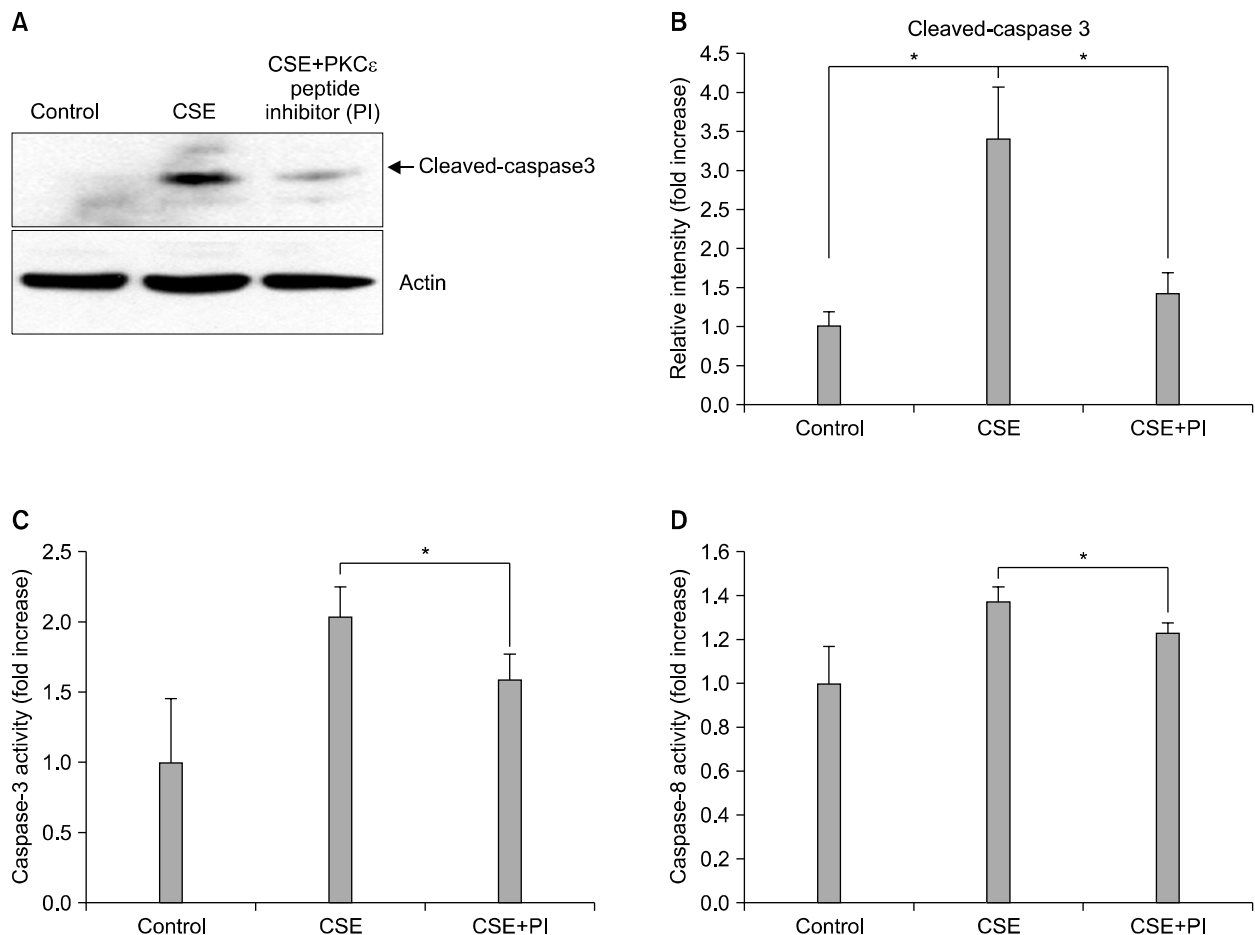 A
Control
CSE
CSE+PKCε
peptide
inhibitor (PI)
Cleaved-caspase3
Actin
B
Cleaved-caspase 3
Relative intensity (fold increase)
4.5
4.0
3.5
3.0
2.5
2.0
1.5
1.0
0.5
0.0
*
*
Control
CSE
CSE+PI
C
Caspase-3 activity (fold increase)
2.5
2.0
1.5
1.0
0.5
0.0
*
Control
CSE
CSE+PI
D
Caspase-8 activity (fold increase)
1.6
1.4
1.2
1.0
0.8
0.6
0.4
0.2
0.0
*
Control
CSE
CSE+PI